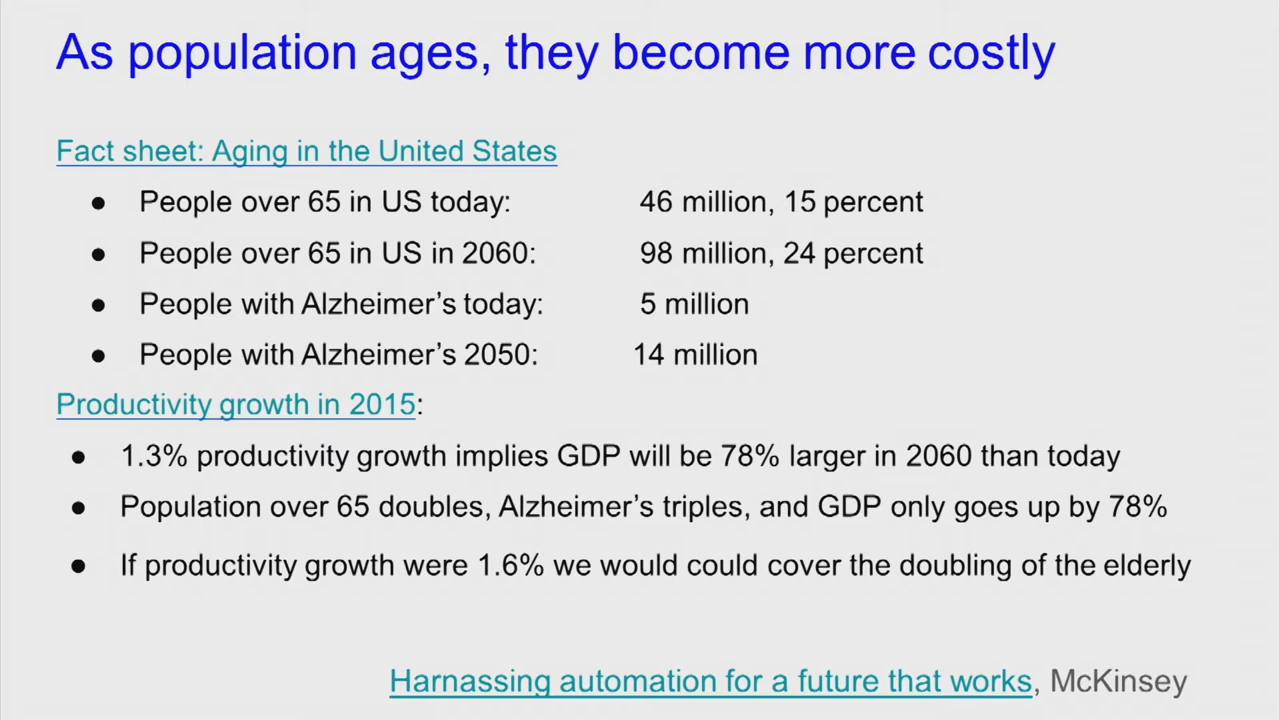 As population ages, they become more costly
Fact sheet: Aging in the United States
● People over 65 in US today: 46 million, 15 percent
● People over 65 in US in 2060: 98 million, 24 percent
● People with Alzheimer’s today: 5 million
● People with Alzheimer’s 2050: 14 million
Productivity growth in 2015:
● 1.3% productivity growth implies GDP will be 78% larger in 2060 than today
● Population over 65 doubles, Alzheimer’s triples, and GDP only goes up by 78%
● If productivity growth were 1.6% we would could cover the doubling of the elderly
Harnassing automation for a future that works, McKinsey